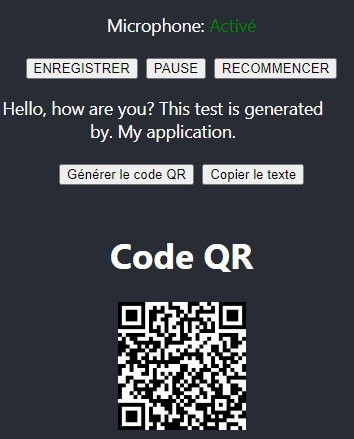 Microphone: Activé
ENREGISTRER PAUSE RECOMMENCER
Hello, how are you? This test is generated
by. My application.
Générer le code QR Copier le texte
Code QR